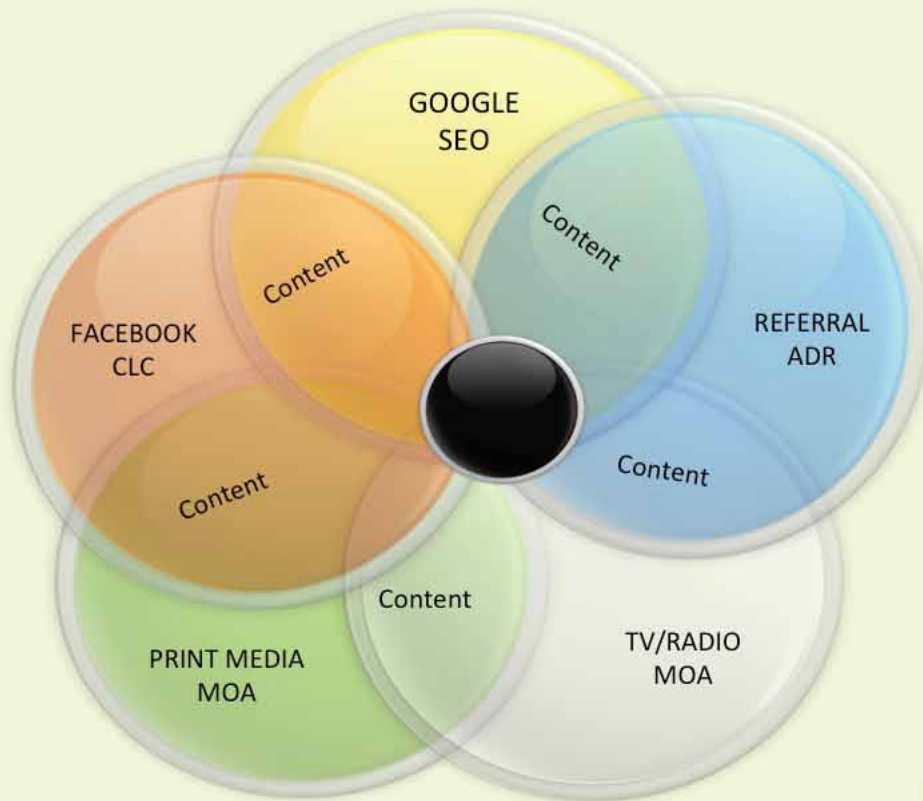 GOOGLE
SEO
Content
Content
FACEBOOK
CLC
REFERRAL
ADR
Content
Content
Content
PRINT MEDIA
MOA
TV/RADIO
MOA